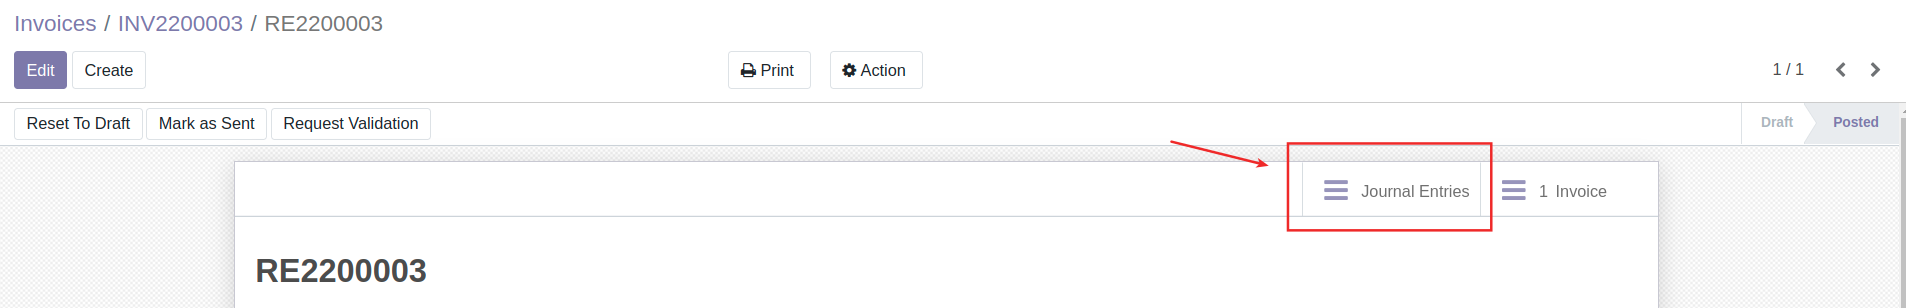 Invoices / INV2200003 / RE2200003
Edit Create Print Action 1 / 1
Reset To Draft Mark as Sent Request Validation Draft Posted
Journal Entries 1 Invoice
RE2200003